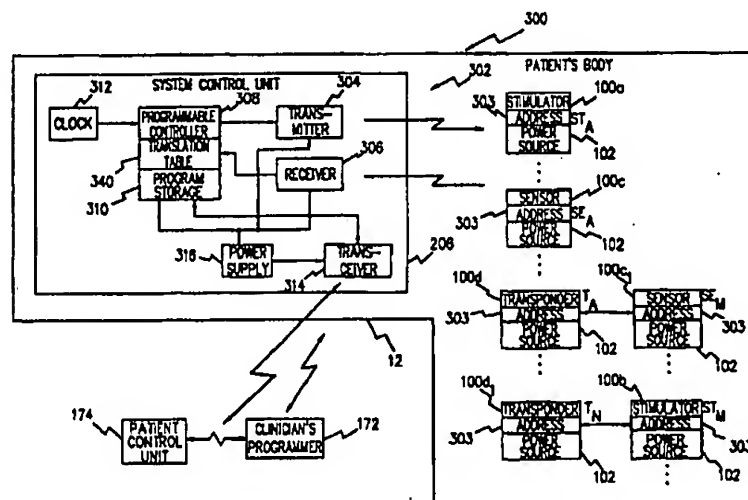 300
PATIENT'S BODY
SYSTEM CONTROL UNIT
304
302
312
308
CLOCK
PROGRAMMABLE
CONTROLLER
TRANS-
MITTER
TRANSLATION
TABLE
340
306
RECEIVER
PROGRAM
STORAGE
310
316
POWER
SUPPLY
TRANS-
CEIVER
314
206
303
STIMULATOR
100a
ADDRESS
ST A
POWER
SOURCE
102
100c
SENSOR
303
ADDRESS
SE A
POWER
SOURCE
102
100d
TRANSPONDER
T A
303
ADDRESS
POWER
SOURCE
102
100c
SENSOR
SE M
ADDRESS
303
POWER
SOURCE
102
12
100d
TRANSPONDER
T N
303
ADDRESS
POWER
SOURCE
102
100b
STIMULATOR
ST M
ADDRESS
303
POWER
SOURCE
102
174
PATIENT
CONTROL
UNIT
CLINICIAN'S
PROGRAMMER
172